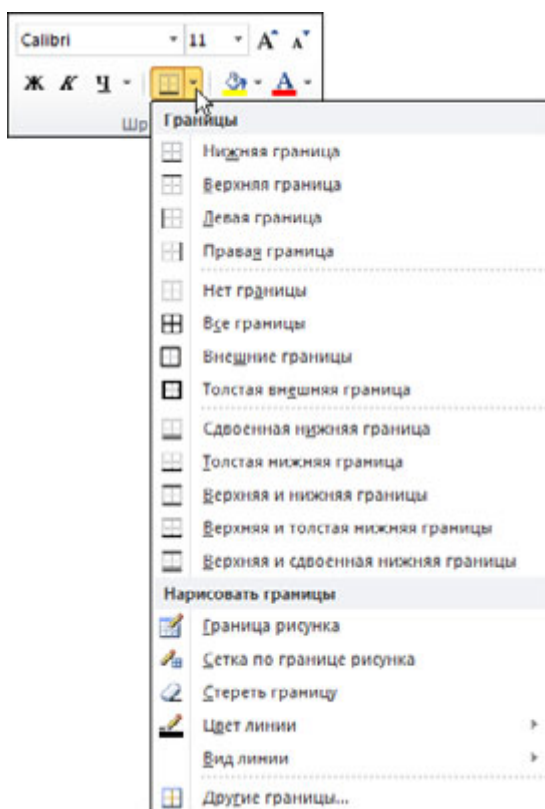 Calibri 11 A A
Ж К Ч A
Шр
Границы
Нижняя граница
Верхняя граница
Левая граница
Правая граница
Нет границы
Все границы
Внешние границы
Толстая внешняя граница
Сдвоенная нижняя граница
Толстая нижняя граница
Верхняя и нижняя границы
Верхняя и толстая нижняя границы
Верхняя и сдвоенная нижняя границы
Нарисовать границы
Граница рисунка
Сетка по границе рисунка
Стереть границу
Цвет линии
Вид линии
Другие границы...